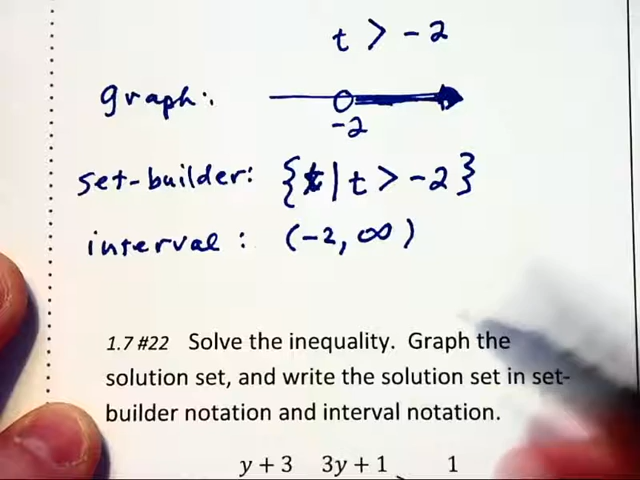 t > -2
graph:
-2
set-builder: {t | t > -2}
interval: (-2, ∞)
1.7 #22 Solve the inequality. Graph the
solution set, and write the solution set in set-
builder notation and interval notation.
y + 3 3y + 1 1